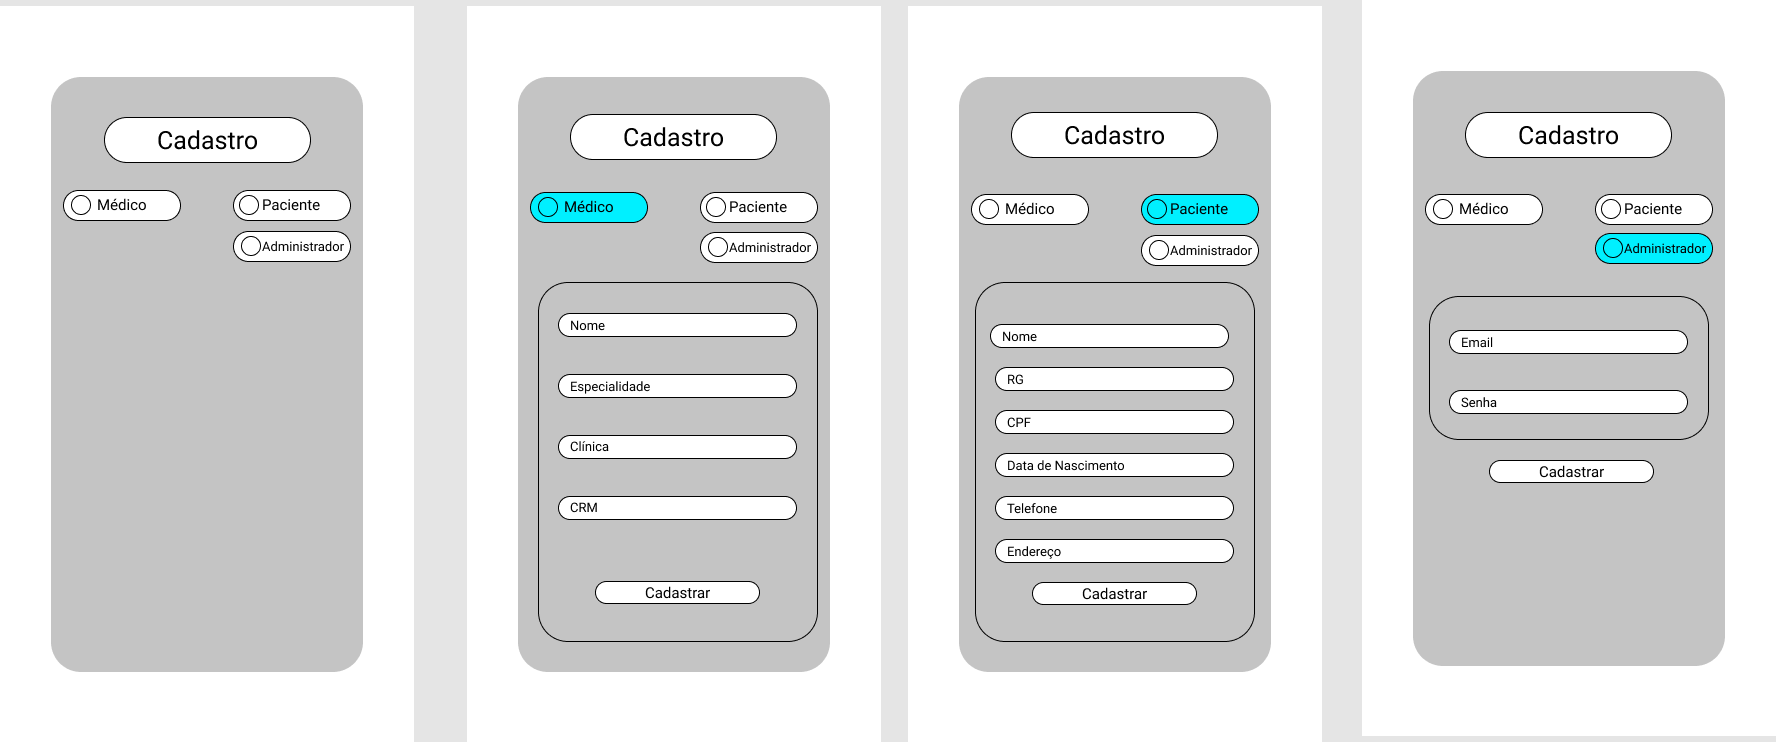 Cadastro
Médico
Paciente
Administrador
Cadastro
Médico
Paciente
Administrador
Nome
Especialidade
Clínica
CRM
Cadastrar
Cadastro
Médico
Paciente
Administrador
Nome
RG
CPF
Data de Nascimento
Telefone
Endereço
Cadastrar
Cadastro
Médico
Paciente
Administrador
Email
Senha
Cadastrar